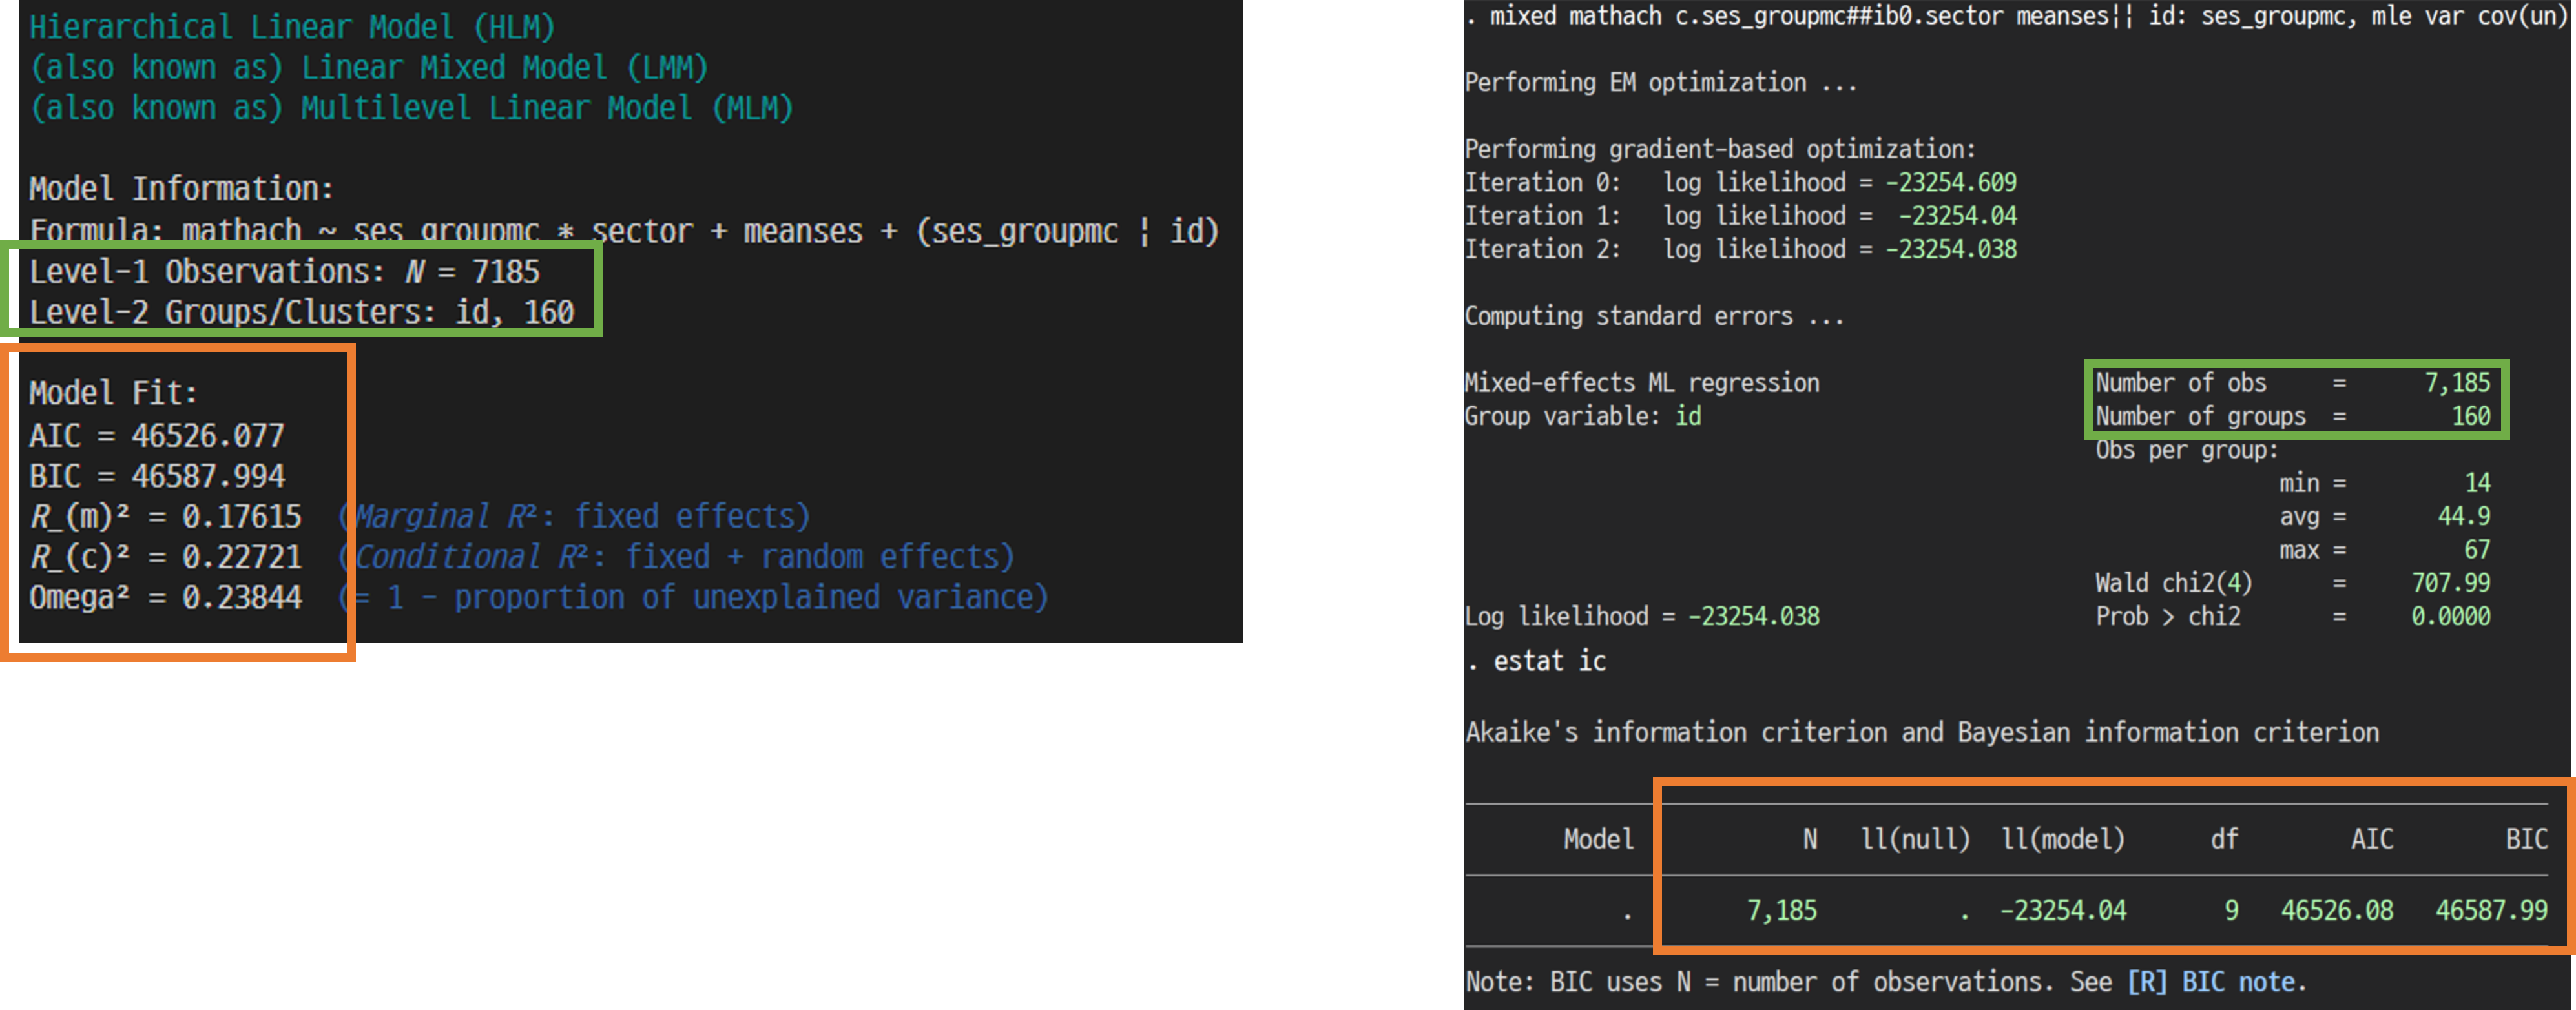 Hierarchical Linear Model (HLM)
(also known as) Linear Mixed Model (LMM)
(also known as) Multilevel Linear Model (MLM)
Model Information:
Formula: mathach ~ ses_groupmc * sector + meanses + (ses_groupmc ¦ id)
Level-1 Observations: N = 7185
Level-2 Groups/Clusters: id, 160
Model Fit:
AIC = 46526.077
BIC = 46587.994
R_(m)² = 0.17615 (Marginal R²: fixed effects)
R_(c)² = 0.22721 (Conditional R²: fixed + random effects)
Omega² = 0.23844 (= 1 - proportion of unexplained variance)
. mixed mathach c.ses_groupmc##ib0.sector meanses¦¦ id: ses_groupmc, mle var cov(un)
Performing EM optimization ...
Performing gradient-based optimization:
Iteration 0: log likelihood = -23254.609
Iteration 1: log likelihood = -23254.04
Iteration 2: log likelihood = -23254.038
Computing standard errors ...
Mixed-effects ML regression Number of obs = 7,185
Group variable: id Number of groups = 160
Obs per group:
min = 14
avg = 44.9
max = 67
Wald chi2(4) = 707.99
Log likelihood = -23254.038 Prob > chi2 = 0.0000
. estat ic
Akaike's information criterion and Bayesian information criterion
Model N ll(null) ll(model) df AIC BIC
. 7,185 . -23254.04 9 46526.08 46587.99
Note: BIC uses N = number of observations. See [R] BIC note.